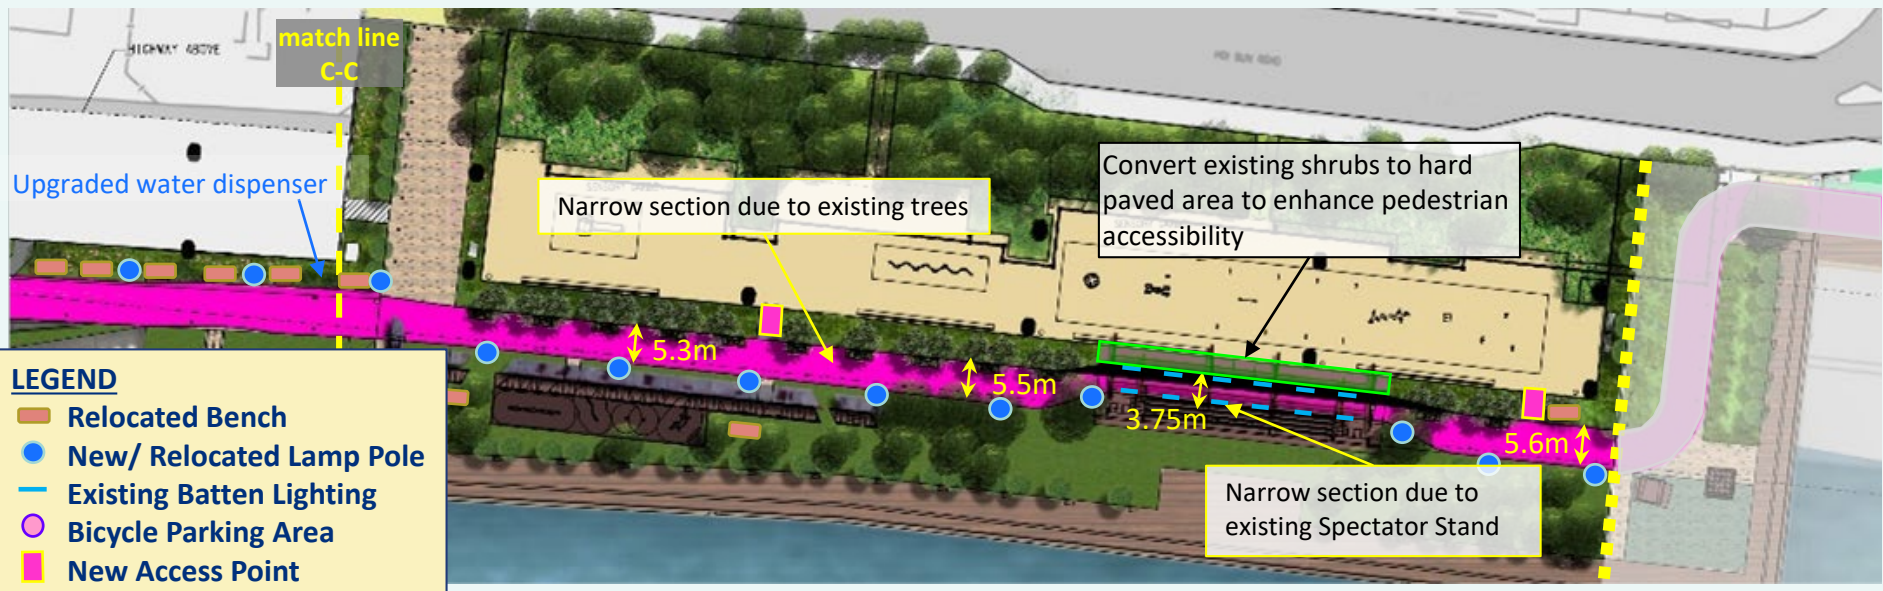 HIGHWAY ABOVE
match line
C-C
Upgraded water dispenser
Narrow section due to existing trees
Convert existing shrubs to hard
paved area to enhance pedestrian
accessibility
5.3m
5.5m
3.75m
5.6m
Narrow section due to
existing Spectator Stand
LEGEND
Relocated Bench
New/ Relocated Lamp Pole
Existing Batten Lighting
Bicycle Parking Area
New Access Point